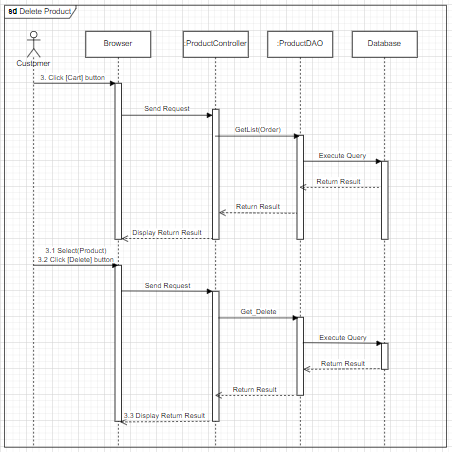 sd Delete Product
Browser
:ProductController
:ProductDAO
Database
Customer
3. Click [Cart] button
Send Request
GetList(Order)
Execute Query
Return Result
Return Result
Display Return Result
3.1 Select(Product)
3.2 Click [Delete] button
Send Request
Get_Delete
Execute Query
Return Result
Return Result
3.3 Display Return Result